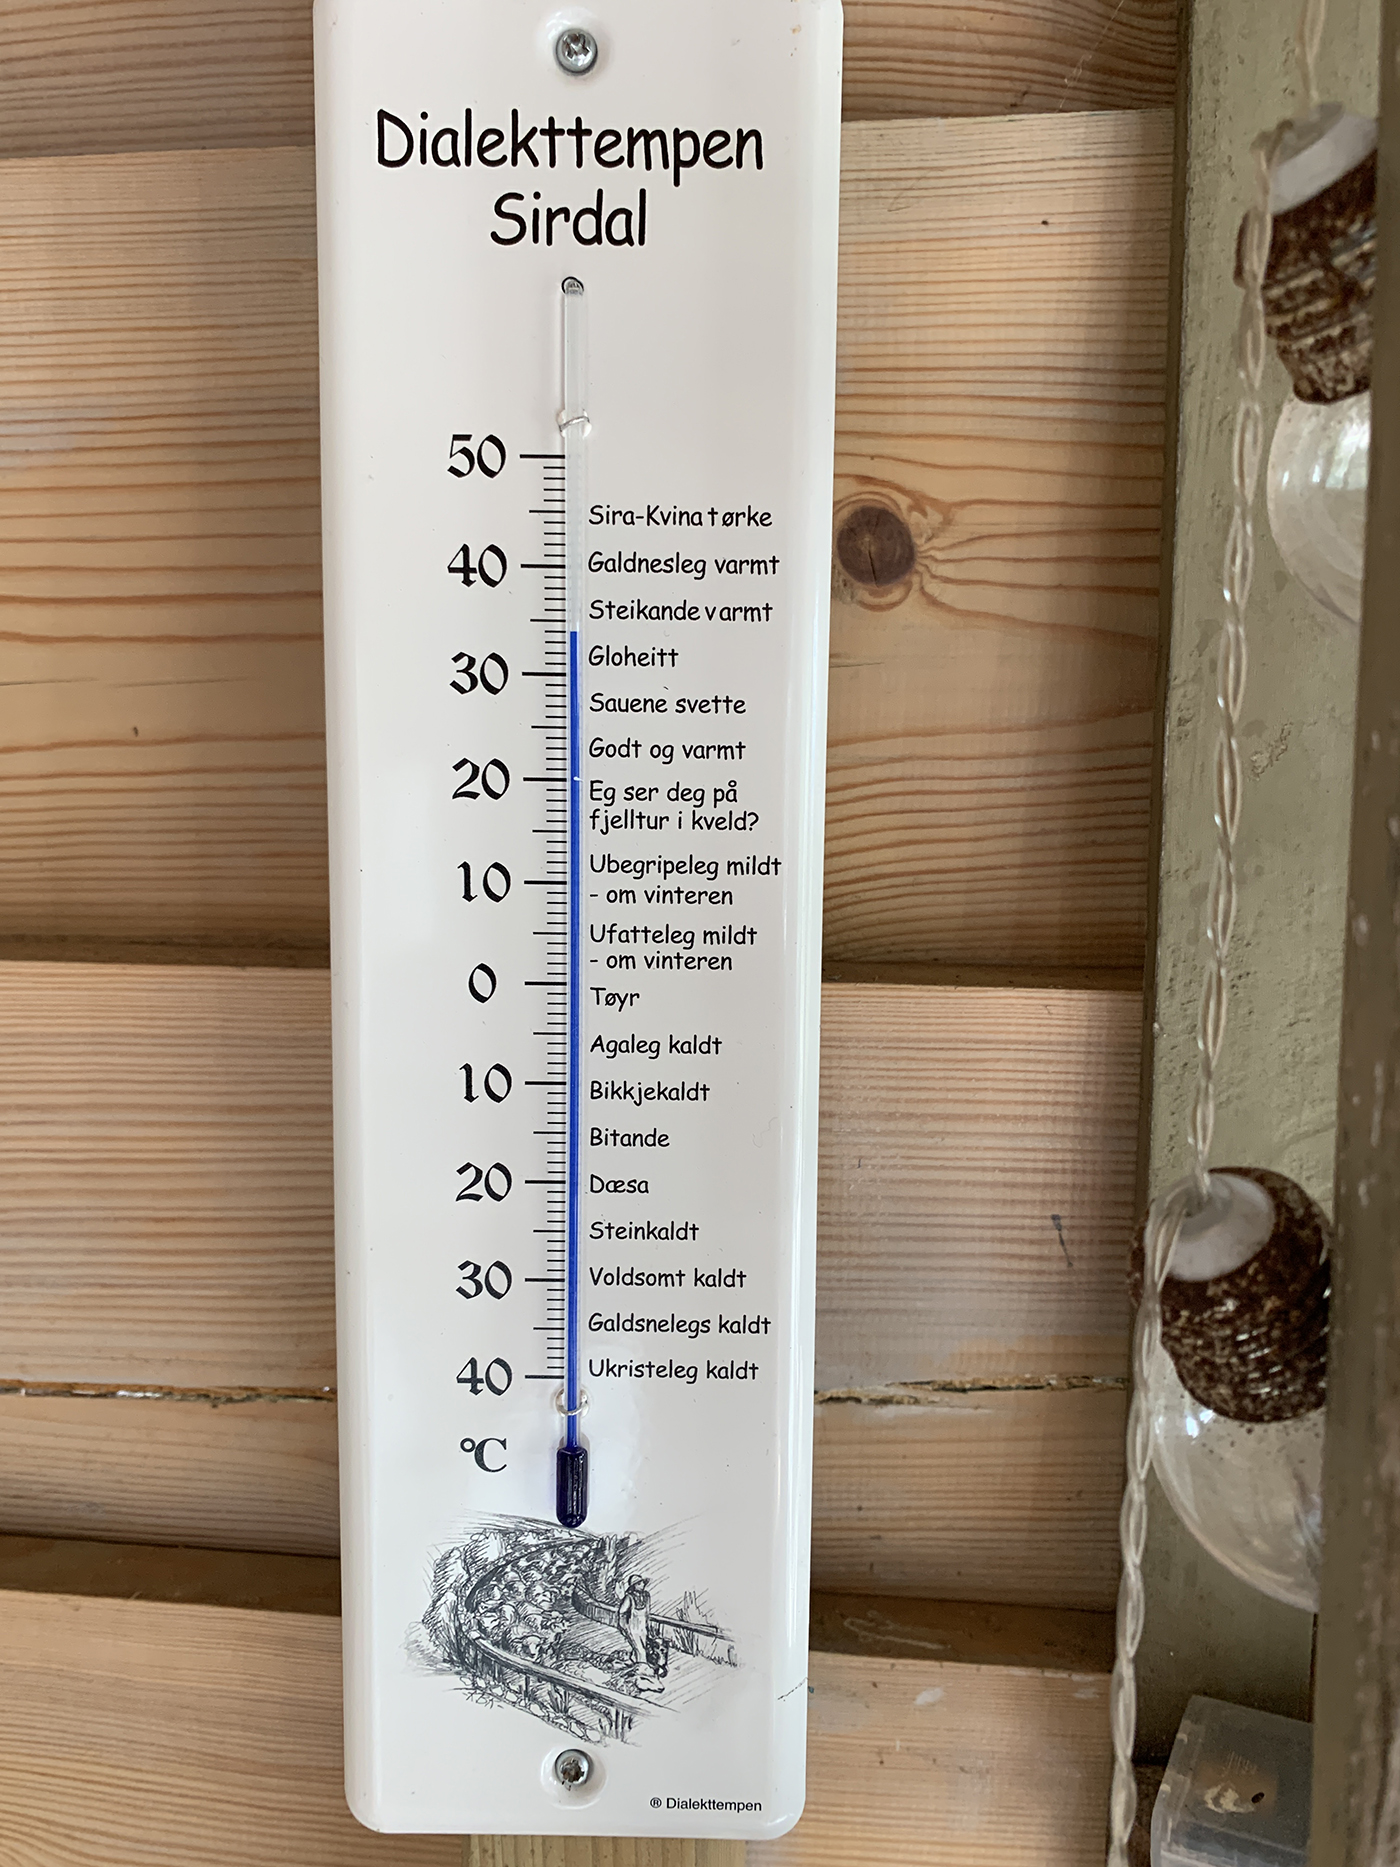 Dialekttempen
Sirdal
50
Sira-Kvinatørke
40 Galdnesleg varmt
Steikande varmt
Gloheitt
30
Sauene svette
Godt og varmt
20
Eg ser deg på
fjelltur i kveld?
10 Ubegripeleg mildt
- om vinteren
Ufatteleg mildt
- om vinteren
0
Tøyr
Agaleg kaldt
10 Bikkjekaldt
Bitande
20 Dæsa
Steinkaldt
30 Voldsomt kaldt
Galdsnelegs kaldt
40 Ukristeleg kaldt
°C
® Dialekttempen